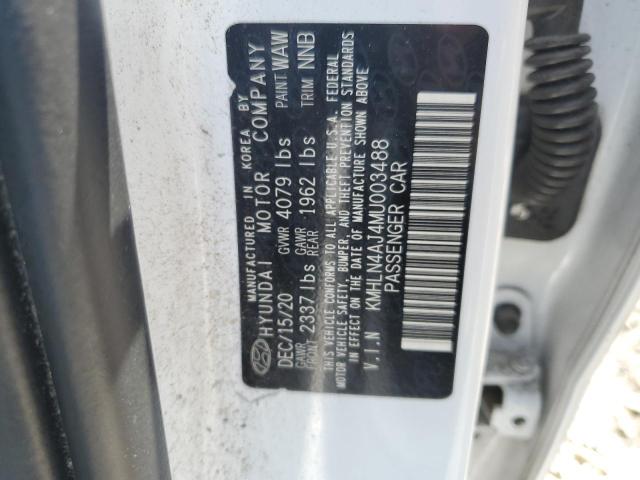 MANUFACTURED IN KOREA BY
HYUNDAI MOTOR COMPANY
DEC/15/20 GVWR 4079 lbs PAINT WAW
GAWR FRONT 2337 lbs GAWR REAR 1962 lbs TRIM NNB
THIS VEHICLE CONFORMS TO ALL APPLICABLE U.S.A. FEDERAL
MOTOR VEHICLE SAFETY, BUMPER, AND THEFT PREVENTION STANDARDS
IN EFFECT ON THE DATE OF MANUFACTURE SHOWN ABOVE
V.I.N KMHLN4AJ4MU003488
PASSENGER CAR